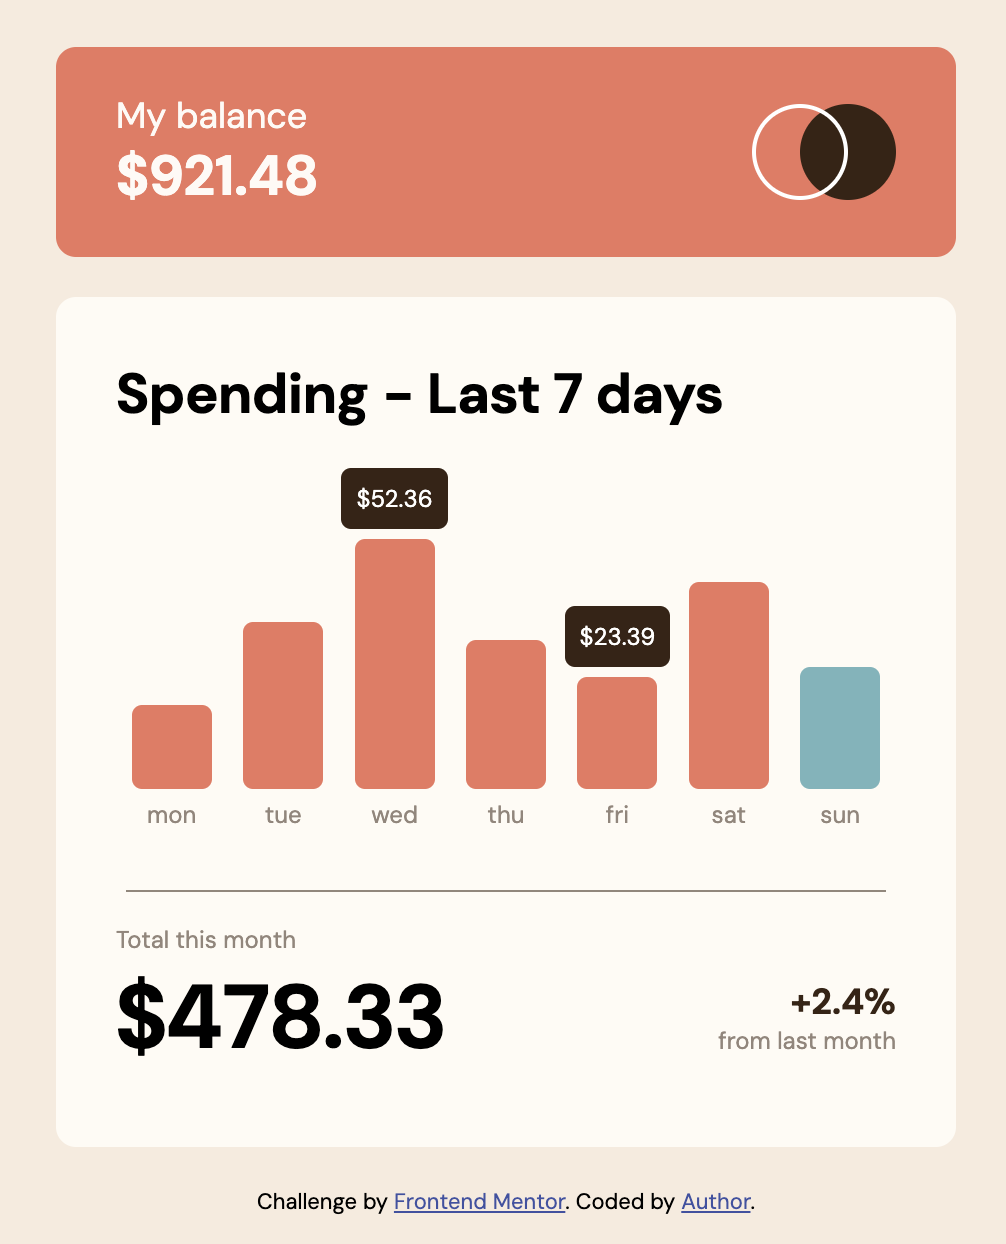 My balance
$921.48
Spending - Last 7 days
$52.36
$23.39
mon tue wed thu fri sat sun
Total this month
$478.33
+2.4%
from last month
Challenge by Frontend Mentor. Coded by Author.